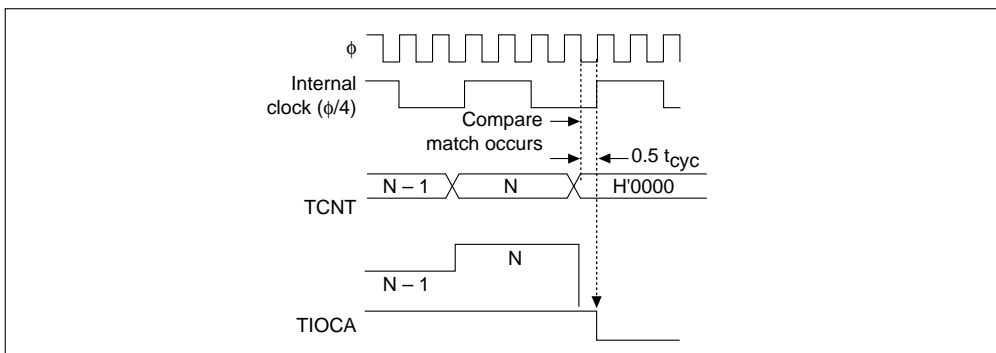 ϕ
Internal
clock (ϕ/4)
Compare
match occurs
0.5 tcyc
N – 1
N
H'0000
TCNT
N
N – 1
TIOCA